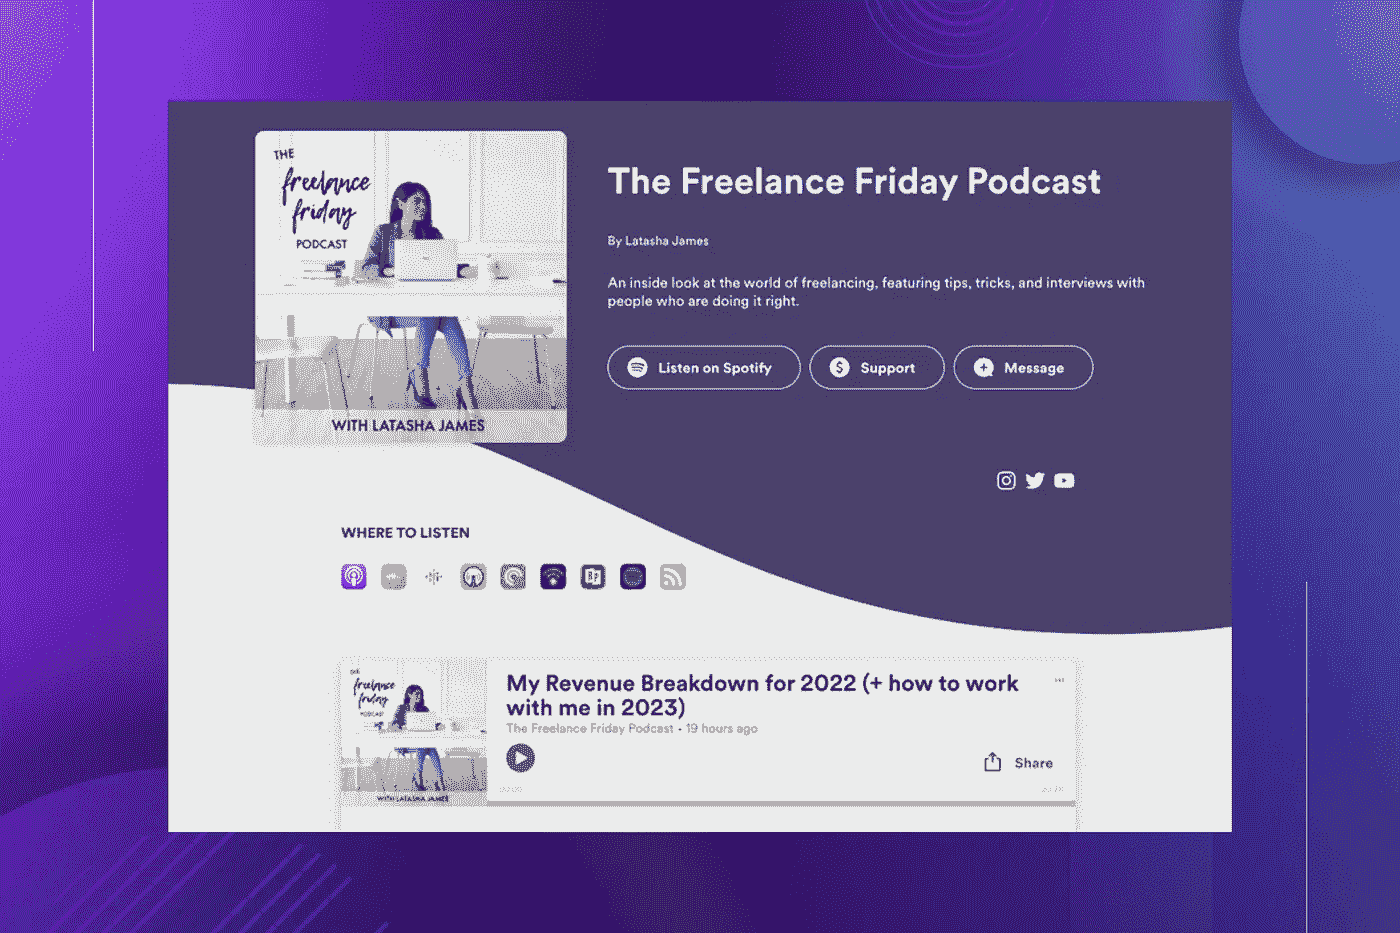 THE
freelance
friday
PODCAST
WITH LATASHA JAMES
The Freelance Friday Podcast
By Latasha James
An inside look at the world of freelancing, featuring tips, tricks, and interviews with
people who are doing it right.
Listen on Spotify
Support
Message
WHERE TO LISTEN
THE
freelance
friday
PODCAST
WITH LATASHA JAMES
My Revenue Breakdown for 2022 (+ how to work
with me in 2023)
The Freelance Friday Podcast • 19 hours ago
Share